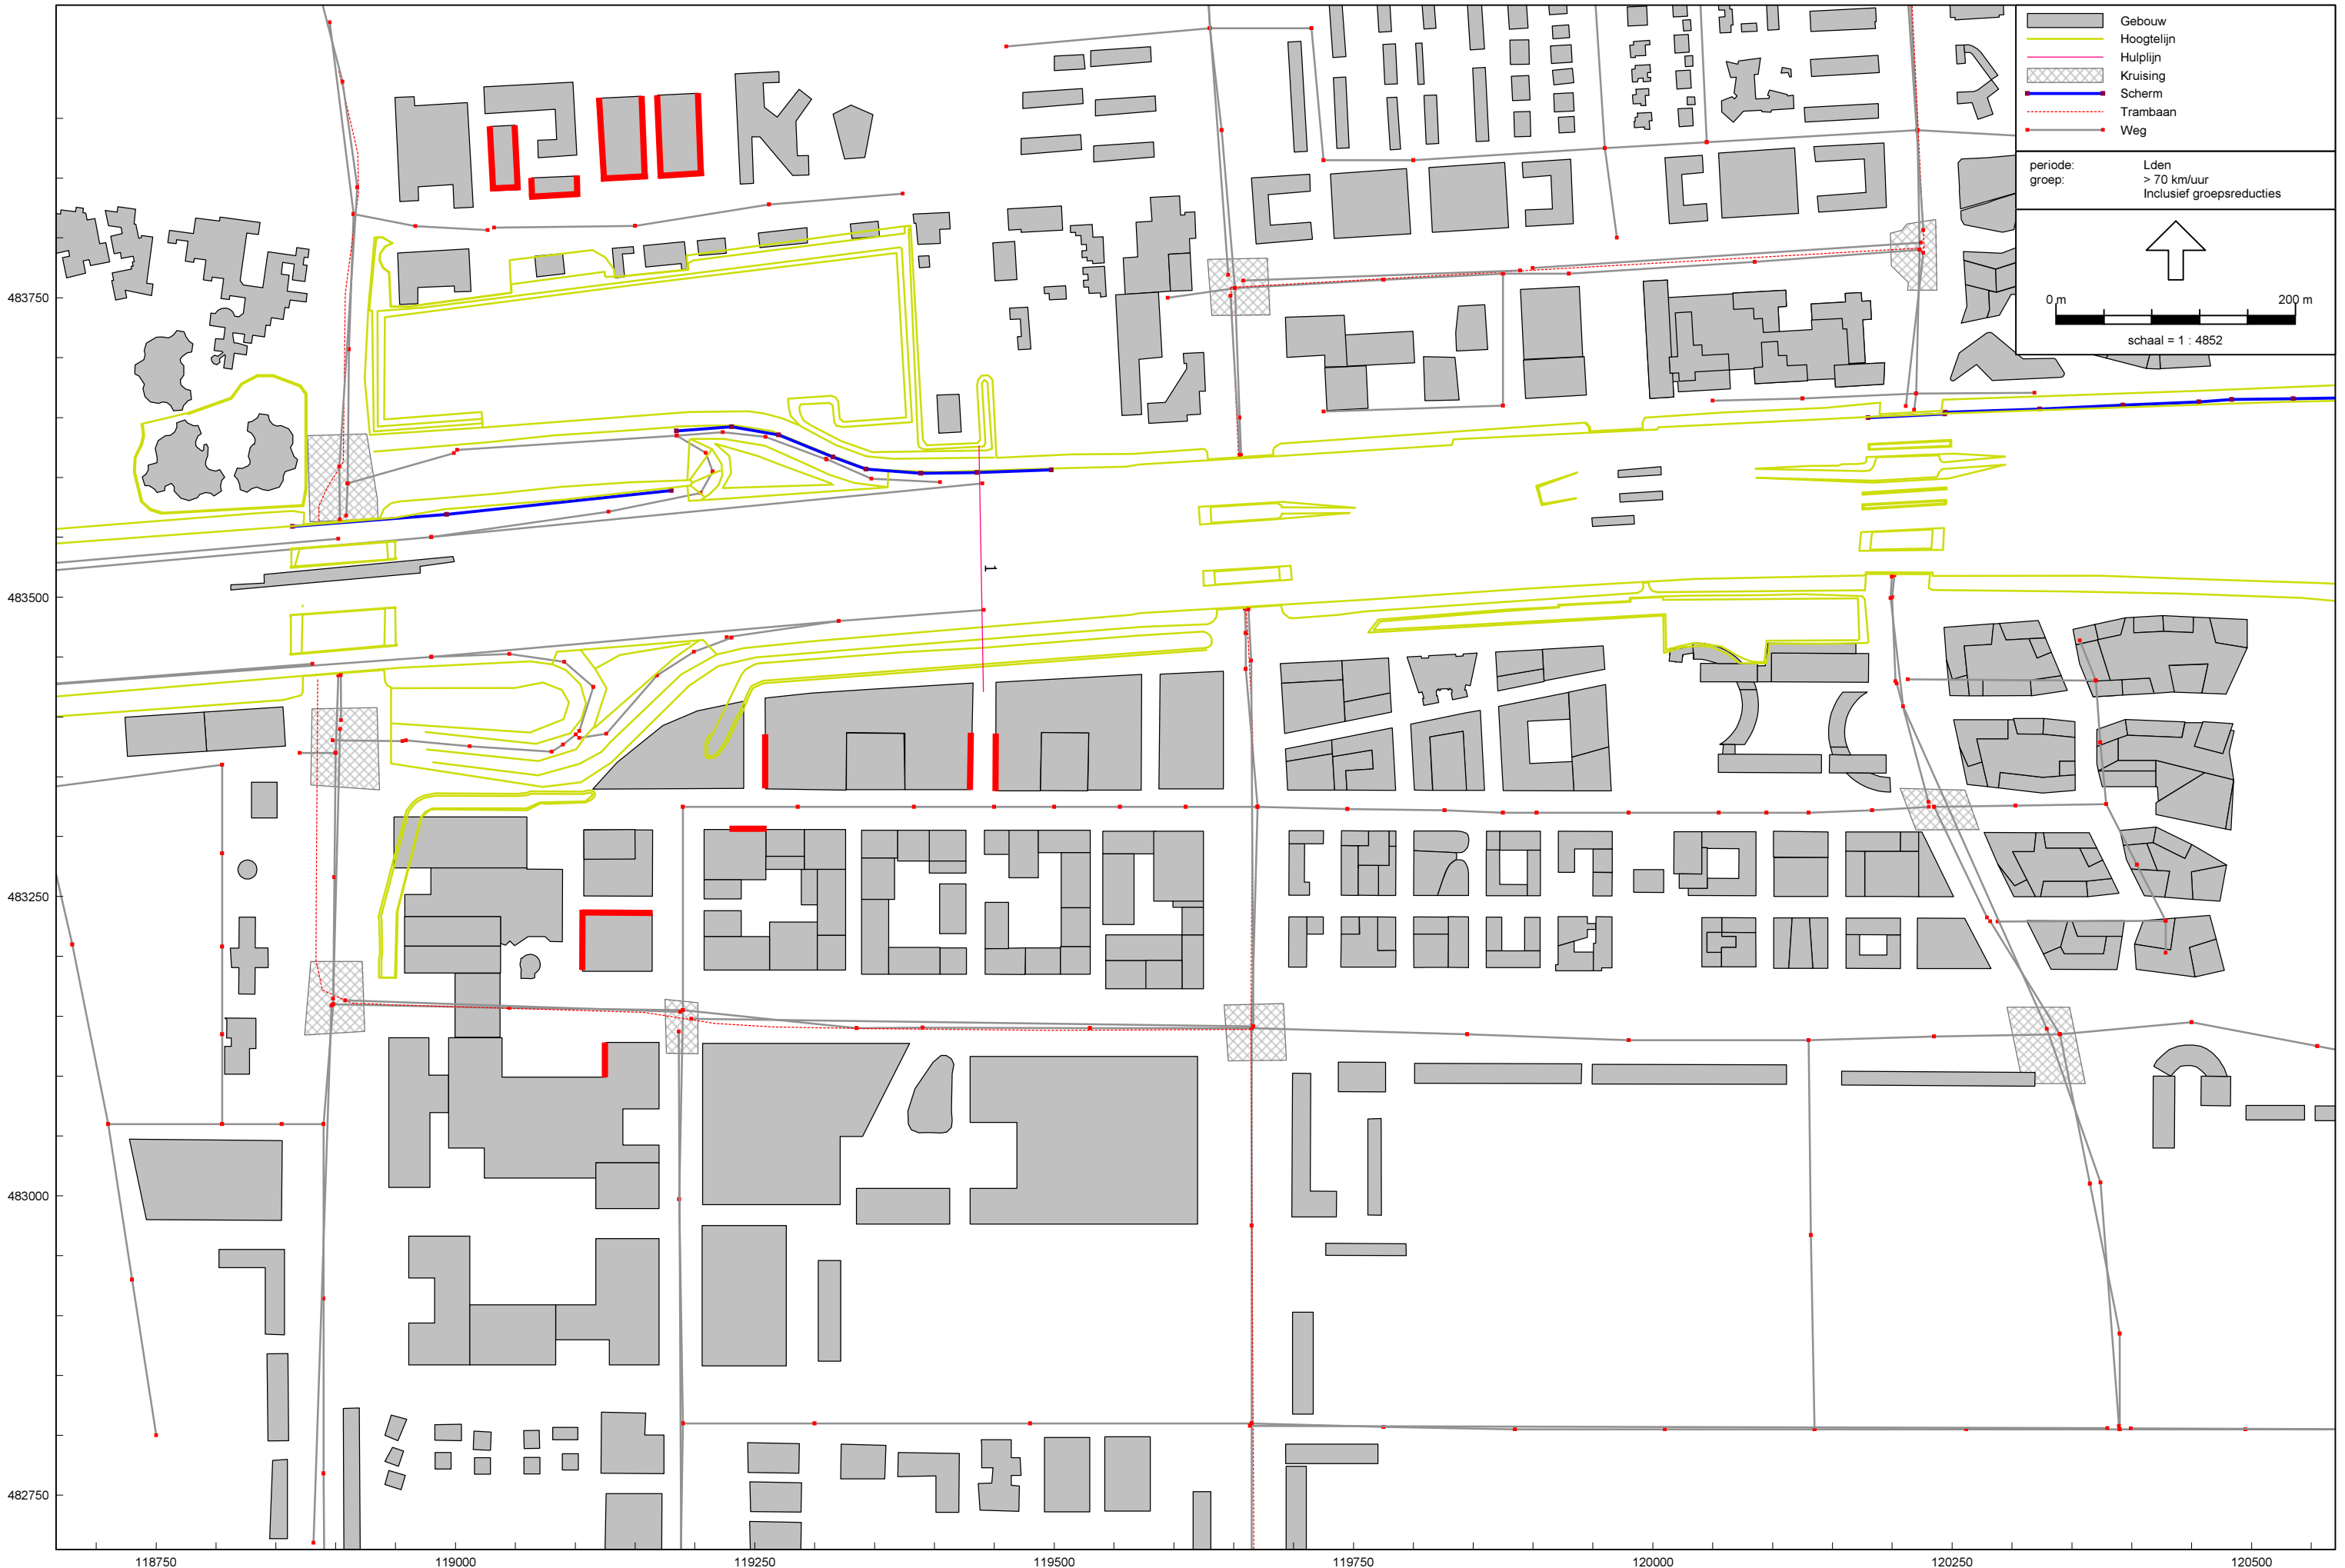 Gebouw
Hoogtelijn
Hulplijn
Kruising
Scherm
Trambaan
Weg
periode: Lden
groep: > 70 km/uur
Inclusief groepsreducties
0 m 200 m
schaal = 1 : 4852
483750
483500
483250
483000
482750
1
118750 119000 119250 119500 119750 120000 120250 120500